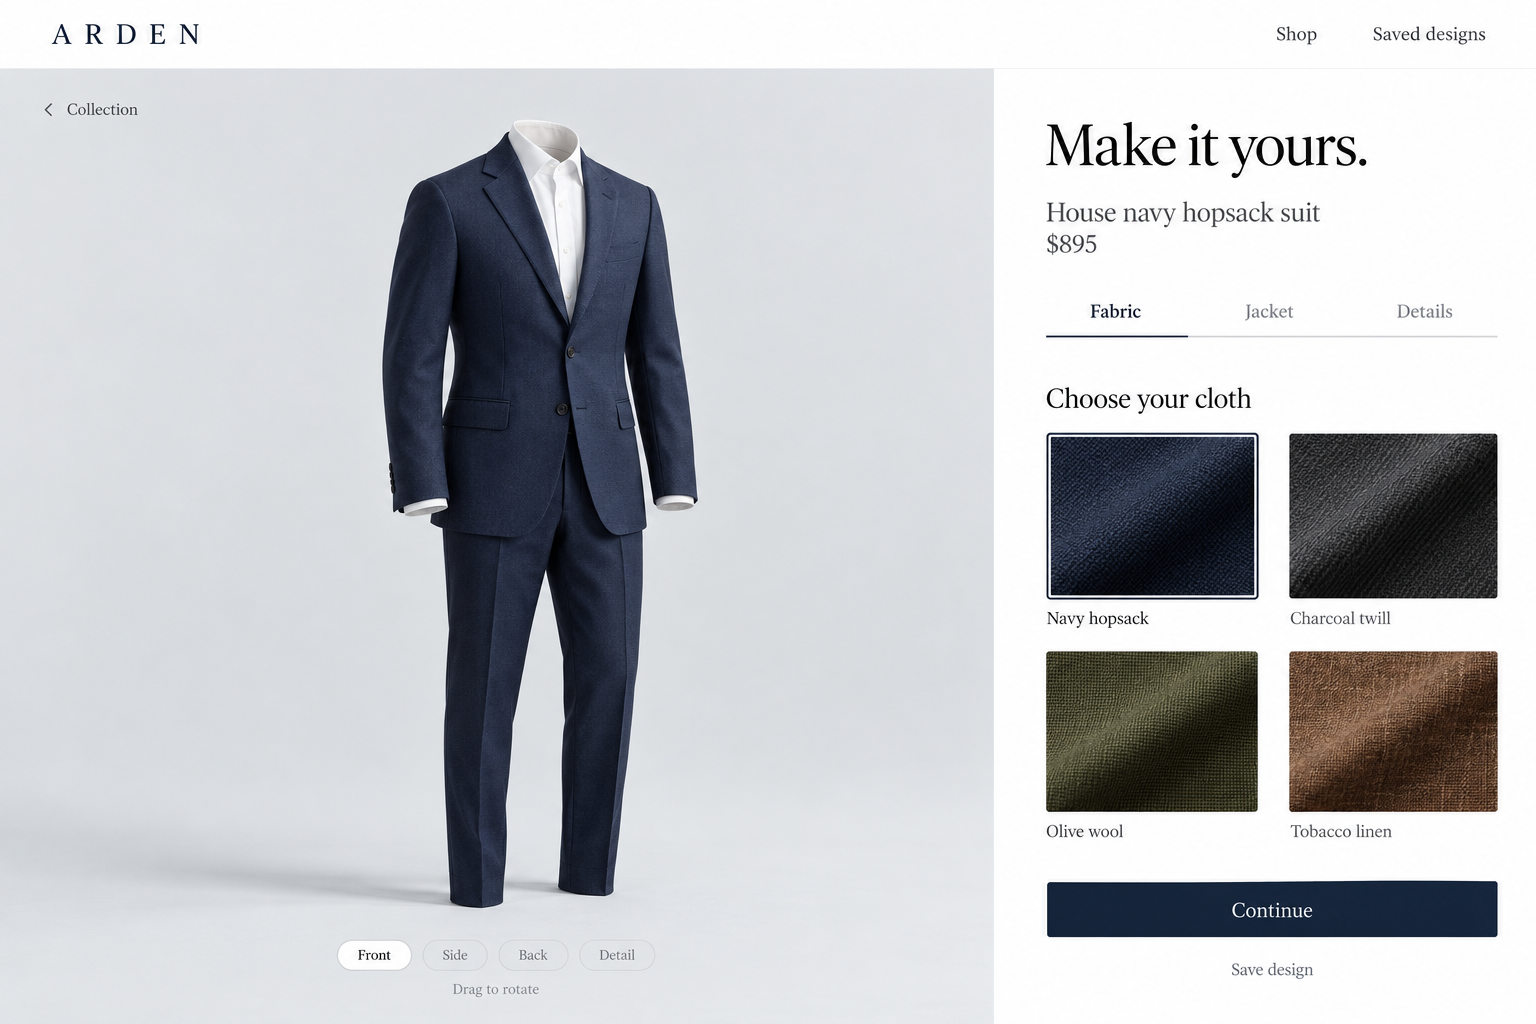 ARDEN
Shop
Saved designs
Collection
Make it yours.
House navy hopsack suit
$895
Fabric
Jacket
Details
Choose your cloth
Navy hopsack
Charcoal twill
Olive wool
Tobacco linen
Continue
Save design
Front
Side
Back
Detail
Drag to rotate